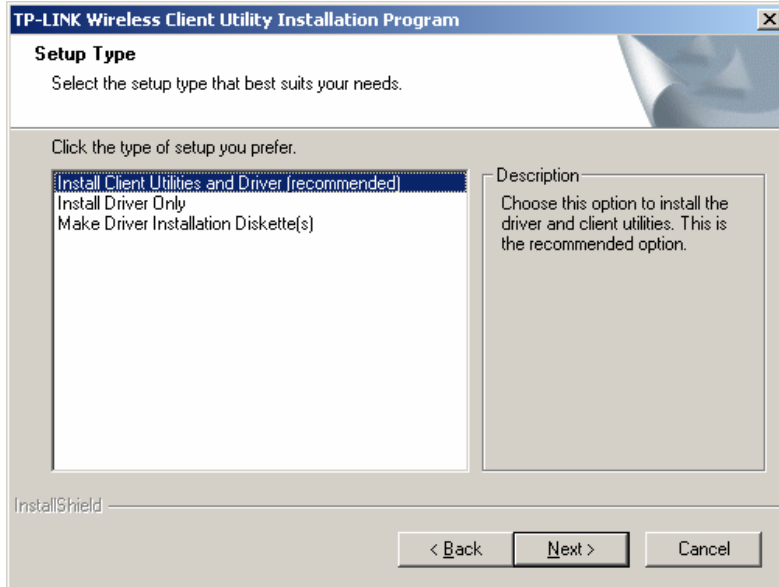 TP-LINK Wireless Client Utility Installation Program
Setup Type
Select the setup type that best suits your needs.
Click the type of setup you prefer.
Install Client Utilities and Driver (recommended)
Install Driver Only
Make Driver Installation Diskette(s)
Description
Choose this option to install the
driver and client utilities. This is
the recommended option.
InstallShield
< Back
Next >
Cancel